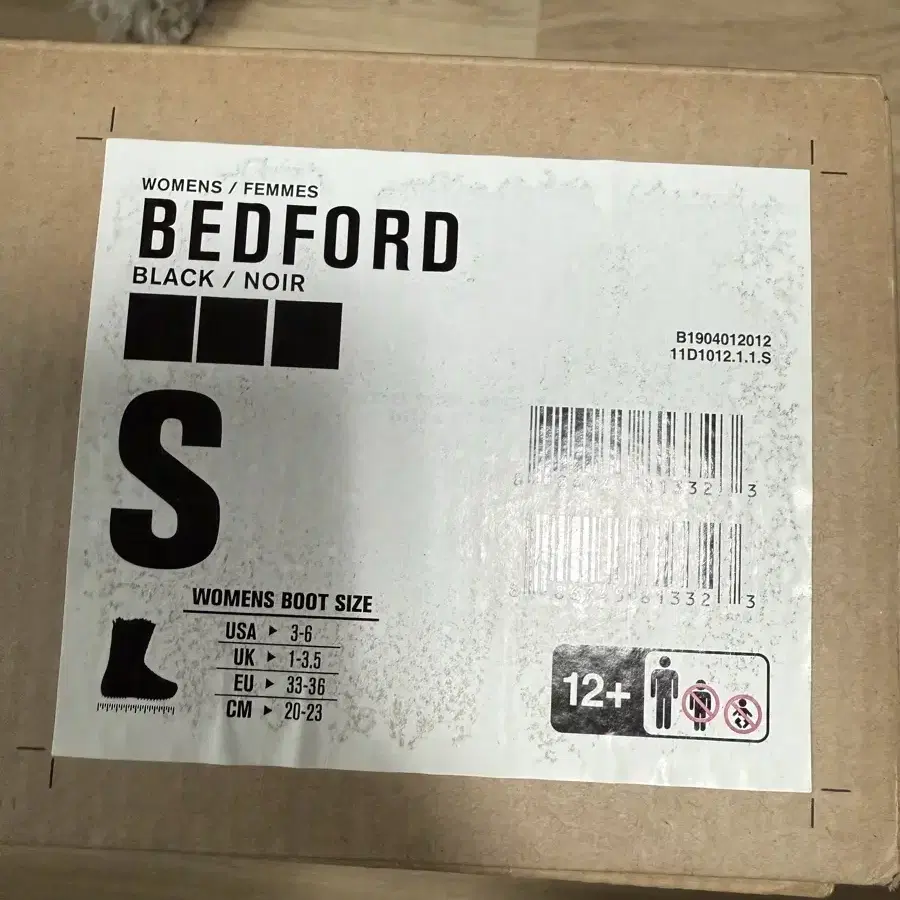 WOMENS / FEMMES
BEDFORD
BLACK / NOIR
B1904012012
11D1012.1.1.S
S
WOMENS BOOT SIZE
USA ▶ 3-6
UK ▶ 1-3.5
EU ▶ 33-36
CM ▶ 20-23
12+